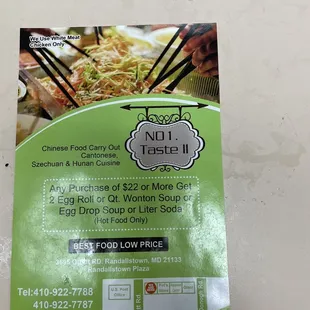 We Use White Meat
Chicken Only
NO1.
Taste II
Chinese Food Carry Out
Cantonese,
Szechuan & Hunan Cuisine
Any Purchase of $22 or More Get
2 Egg Roll or Qt. Wonton Soup or
Egg Drop Soup or Liter Soda
(Hot Food Only)
BEST FOOD LOW PRICE
RD. Randallstown, MD 21133
Randallstown Plaza
Tel:410-922-7788
410-922-7787
U.S. Post
Office